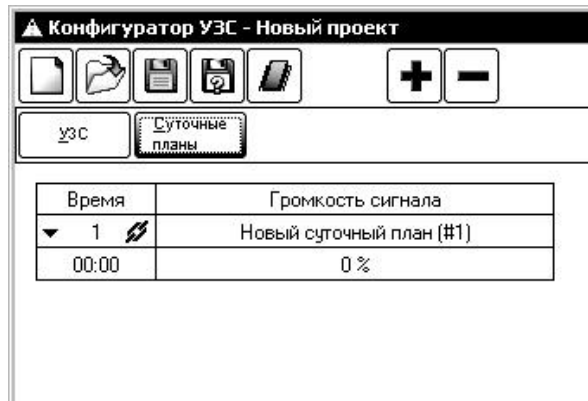 Конфигуратор УЗС - Новый проект
УЗС
Суточные
планы
Время Громкость сигнала
1 Новый суточный план (#1)
00:00 0 %